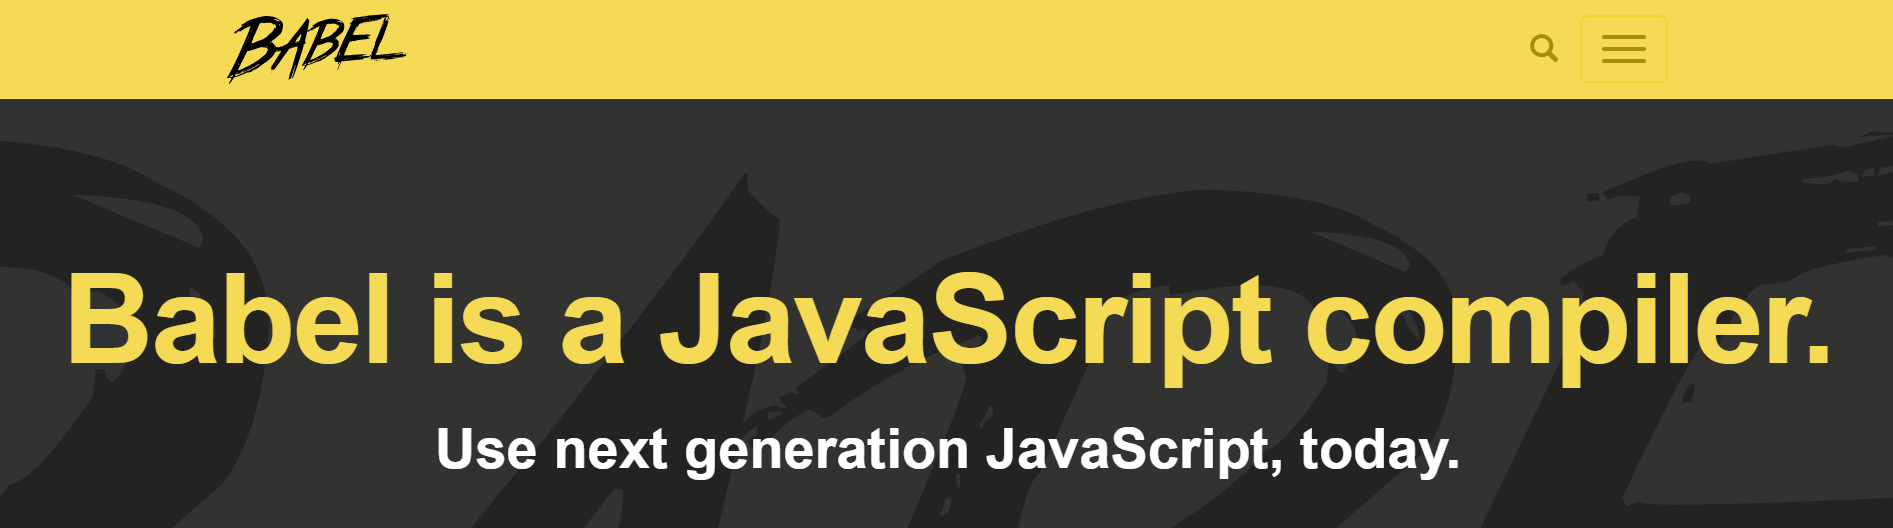 BABEL
Babel is a JavaScript compiler.
Use next generation JavaScript, today.